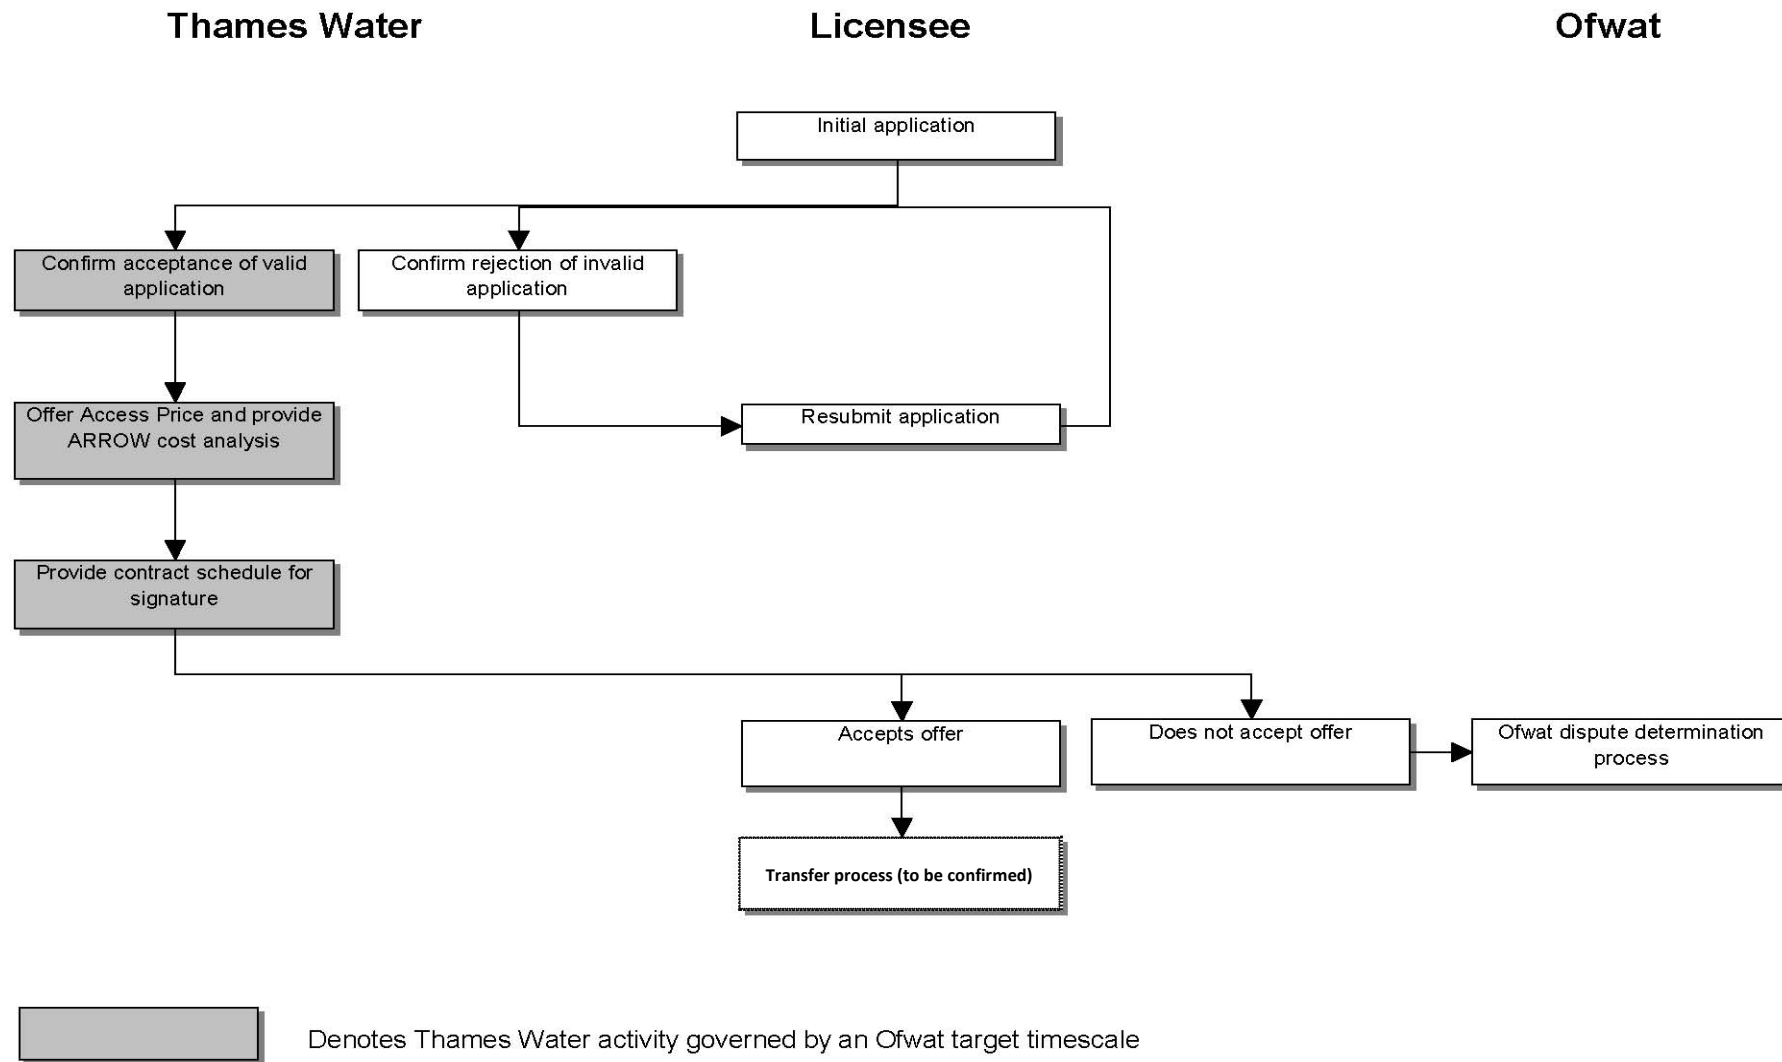 Thames Water
Licensee
Ofwat
Initial application
Confirm acceptance of valid
application
Confirm rejection of invalid
application
Offer Access Price and provide
ARROW cost analysis
Resubmit application
Provide contract schedule for
signature
Accepts offer
Does not accept offer
Ofwat dispute determination
process
Transfer process (to be confirmed)
Denotes Thames Water activity governed by an Ofwat target timescale